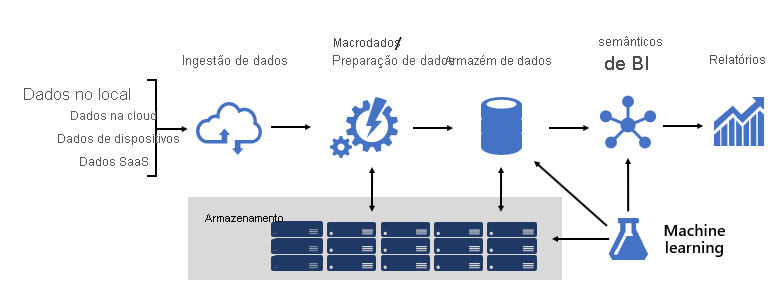 Dados no local
Dados na cloud
Dados de dispositivos
Dados SaaS
Ingestão de dados
Macrodados/
Preparação de dados
Armazém de dados
semânticos
de BI
Relatórios
Armazenamento
Machine
learning